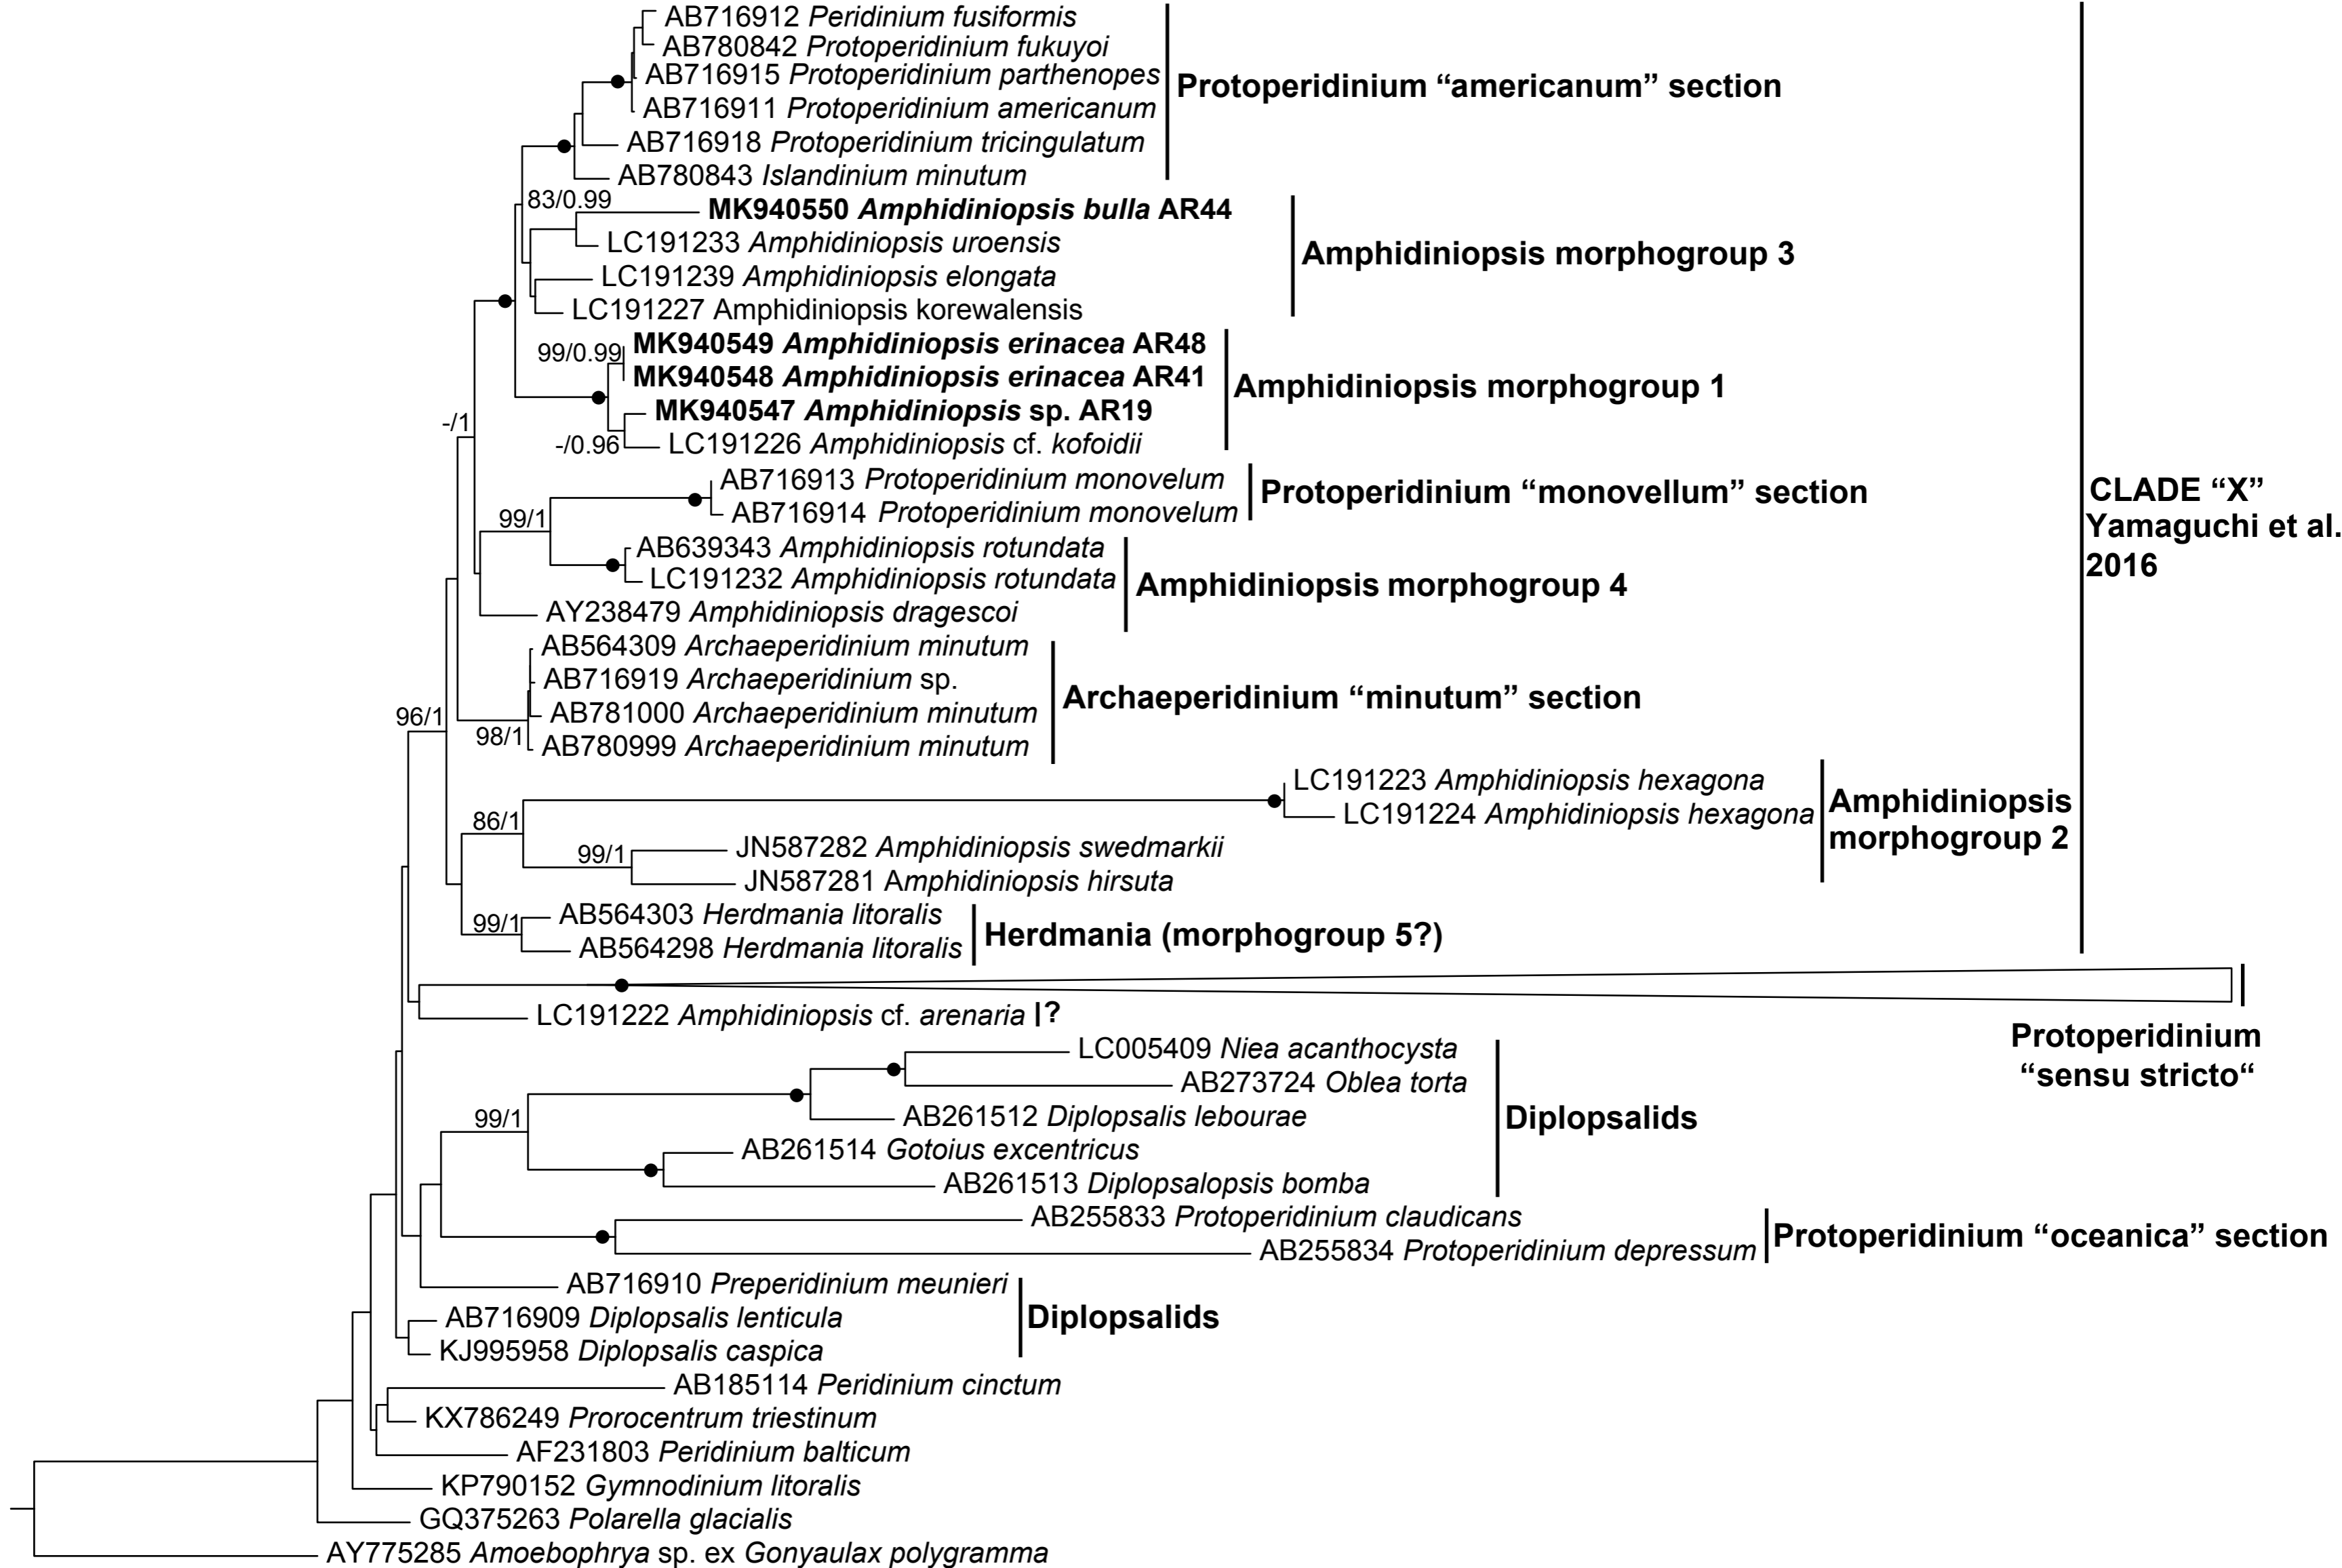 AB716912 Peridinium fusiformis
AB780842 Protoperidinium fukuyoi
AB716915 Protoperidinium parthenopes
AB716911 Protoperidinium americanum
AB716918 Protoperidinium tricingulatum
AB780843 Islandinium minutum
Protoperidinium “americanum” section
83/0.99
MK940550 Amphidiniopsis bulla AR44
LC191233 Amphidiniopsis uroensis
LC191239 Amphidiniopsis elongata
LC191227 Amphidiniopsis korewalensis
Amphidiniopsis morphogroup 3
99/0.99
MK940549 Amphidiniopsis erinacea AR48
MK940548 Amphidiniopsis erinacea AR41
MK940547 Amphidiniopsis sp. AR19
-/0.96
LC191226 Amphidiniopsis cf. kofoidii
Amphidiniopsis morphogroup 1
-/1
AB716913 Protoperidinium monovelum
AB716914 Protoperidinium monovelum
Protoperidinium “monovellum” section
99/1
AB639343 Amphidiniopsis rotundata
LC191232 Amphidiniopsis rotundata
AY238479 Amphidiniopsis dragescoi
Amphidiniopsis morphogroup 4
AB564309 Archaeperidinium minutum
AB716919 Archaeperidinium sp.
AB781000 Archaeperidinium minutum
AB780999 Archaeperidinium minutum
98/1
Archaeperidinium “minutum” section
96/1
LC191223 Amphidiniopsis hexagona
LC191224 Amphidiniopsis hexagona
86/1
99/1
JN587282 Amphidiniopsis swedmarkii
JN587281 Amphidiniopsis hirsuta
Amphidiniopsis
morphogroup 2
99/1
AB564303 Herdmania litoralis
AB564298 Herdmania litoralis
Herdmania (morphogroup 5?)
CLADE “X”
Yamaguchi et al.
2016
LC191222 Amphidiniopsis cf. arenaria
?
Protoperidinium
“sensu stricto“
LC005409 Niea acanthocysta
AB273724 Oblea torta
AB261512 Diplopsalis lebourae
99/1
AB261514 Gotoius excentricus
AB261513 Diplopsalopsis bomba
Diplopsalids
AB255833 Protoperidinium claudicans
AB255834 Protoperidinium depressum
Protoperidinium “oceanica” section
AB716910 Preperidinium meunieri
AB716909 Diplopsalis lenticula
KJ995958 Diplopsalis caspica
Diplopsalids
AB185114 Peridinium cinctum
KX786249 Prorocentrum triestinum
AF231803 Peridinium balticum
KP790152 Gymnodinium litoralis
GQ375263 Polarella glacialis
AY775285 Amoebophrya sp. ex Gonyaulax polygramma